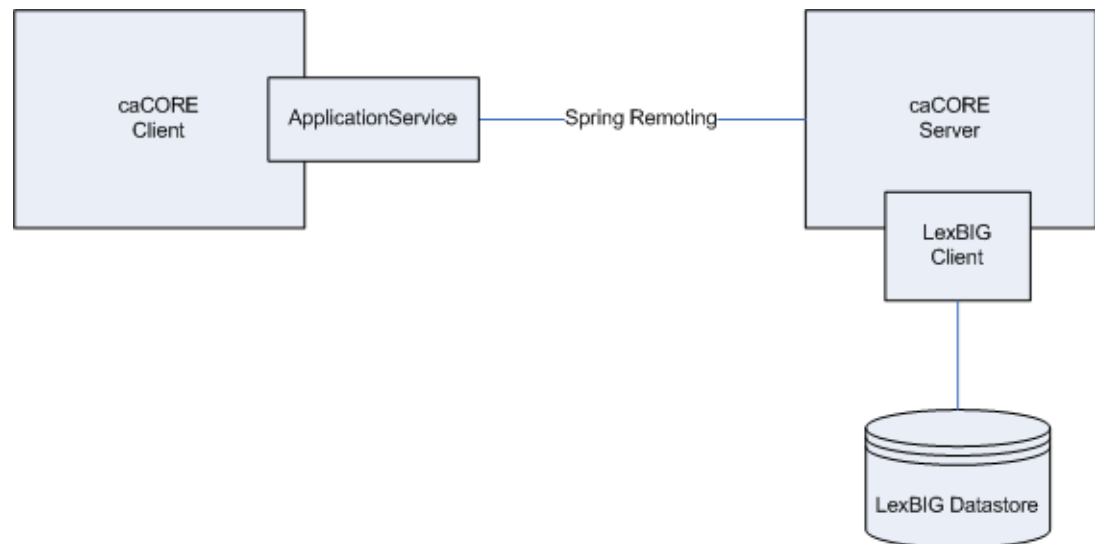 caCORE
Client
ApplicationService
Spring Remoting
caCORE
Server
LexBIG
Client
LexBIG Datastore